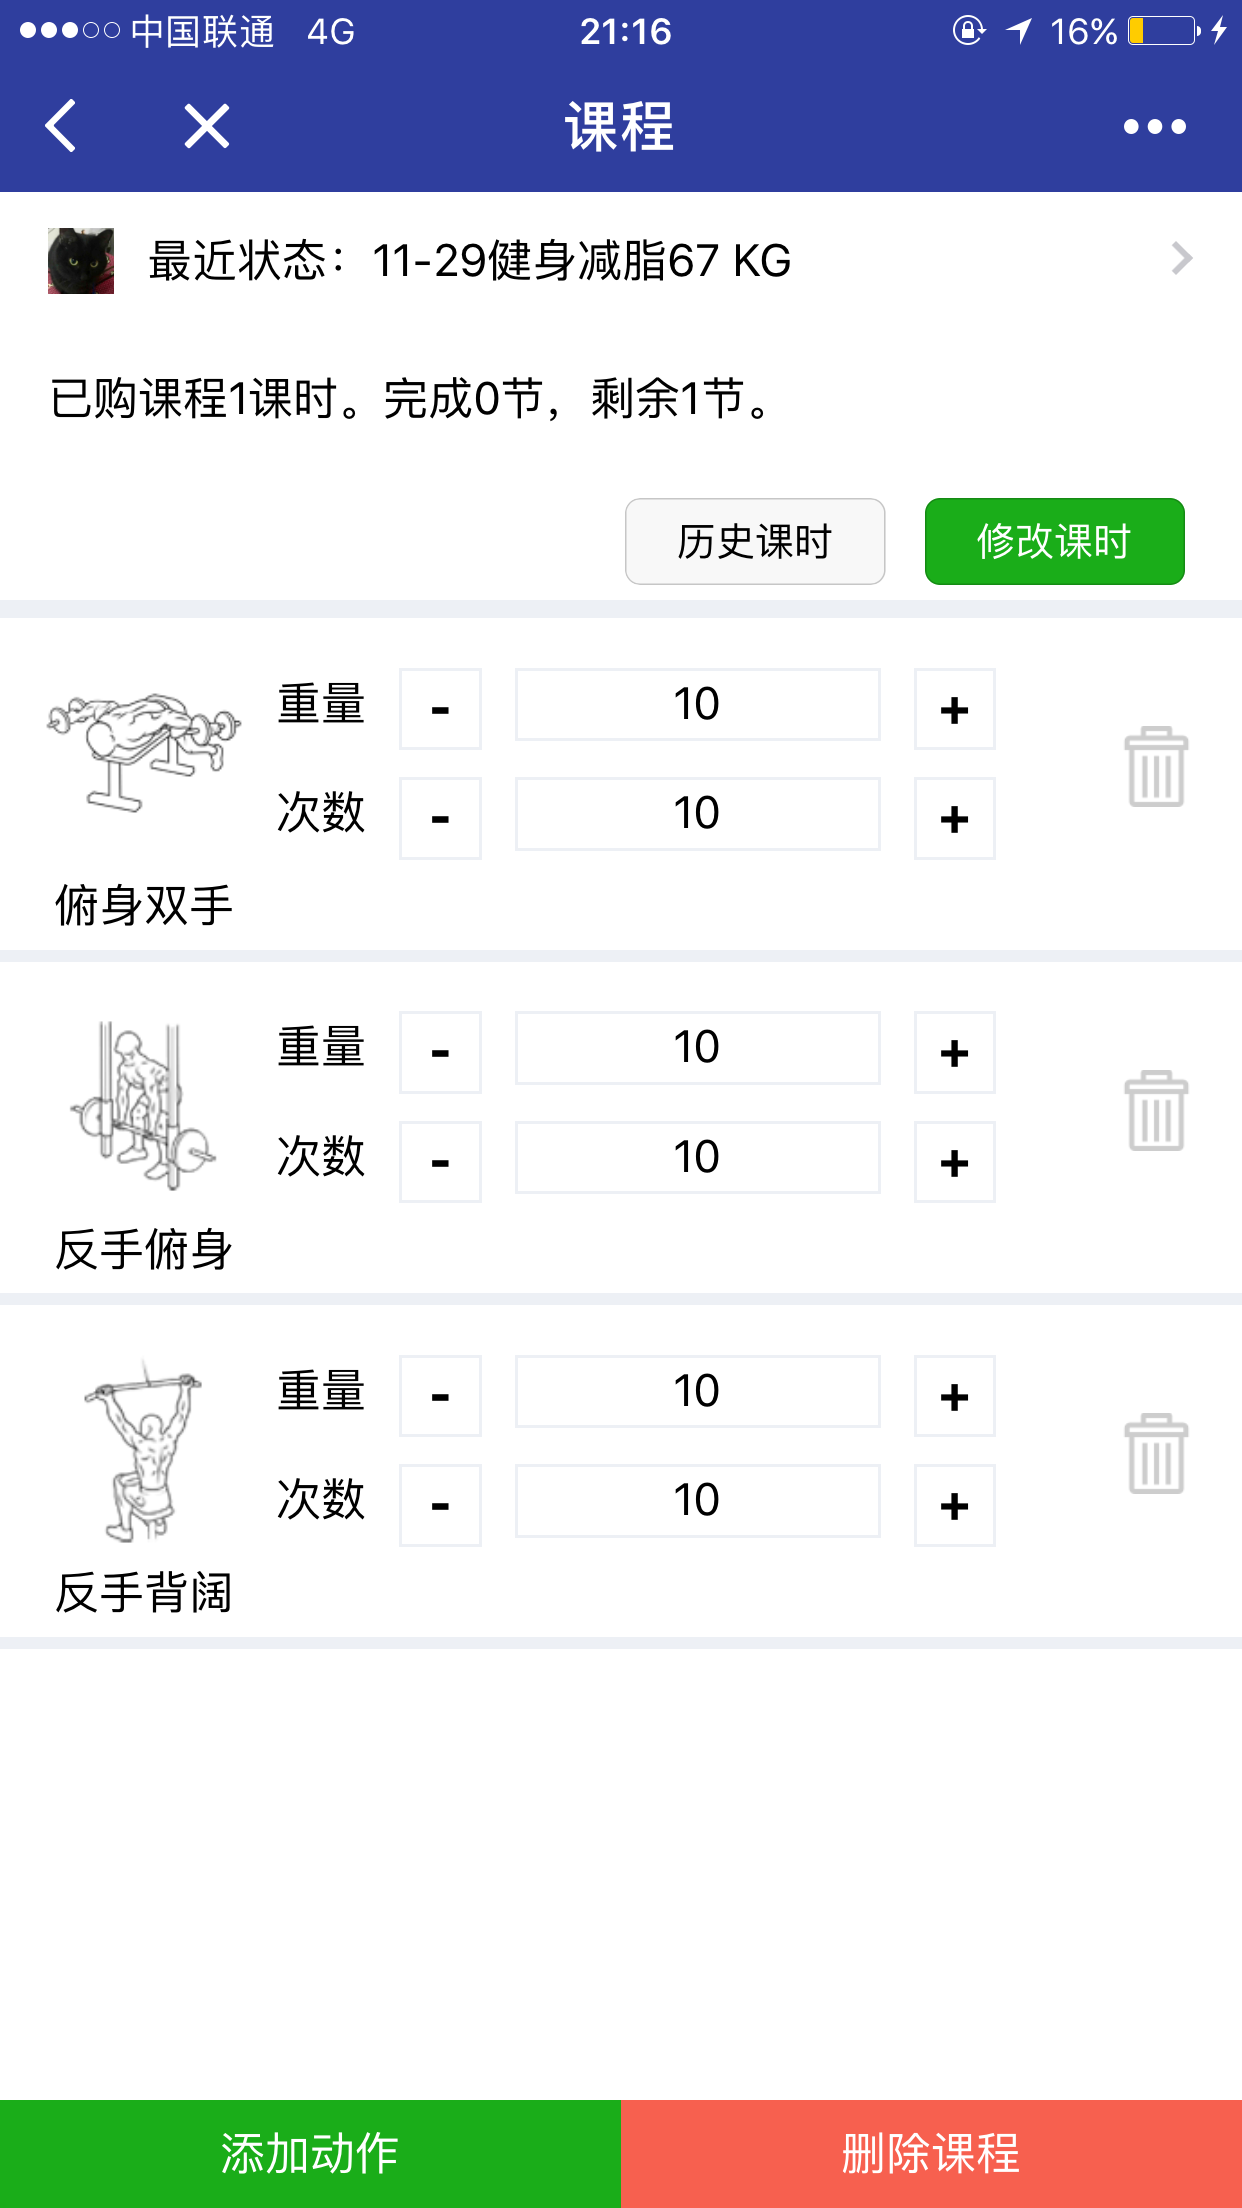 中国联通 4G 21:16 16%
课程
最近状态：11-29健身减脂67 KG
已购课程1课时。完成0节，剩余1节。
历史课时 修改课时
重量 - 10 +
次数 - 10 +
俯身双手
重量 - 10 +
次数 - 10 +
反手俯身
重量 - 10 +
次数 - 10 +
反手背阔
添加动作 删除课程